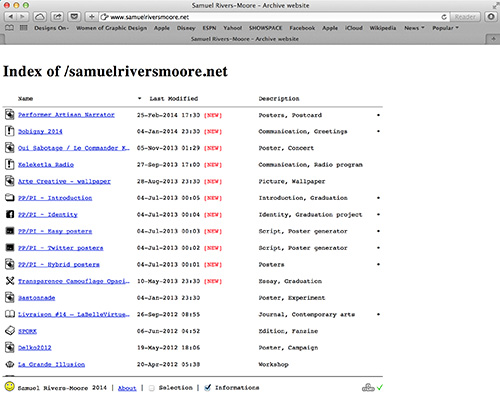 Samuel Rivers-Moore – Archive website
www.samuelriversmoore.net
Reader
Designs On- Women of Graphic Design Apple Disney ESPN Yahoo! SHOWSPACE Facebook Apple iCloud Wikipedia News Popular
Samuel Rivers-Moore – Archive website
Index of /samuelriversmoore.net
Name Last Modified Description
Performer Artisan Narrator 25-Feb-2014 17:30 [NEW] Posters, Postcard *
Bobigny 2014 04-Jan-2014 23:30 [NEW] Communication, Greetings *
Oui Sabotage / Le Commander K… 05-Nov-2013 01:29 [NEW] Poster, Concert
Keleketla Radio 27-Sep-2013 17:00 [NEW] Communication, Radio program
Arte Creative - wallpaper 28-Aug-2013 23:30 [NEW] Picture, Wallpaper
PP/PI - Introduction 04-Jul-2013 00:05 [NEW] Introduction, Graduation *
PP/PI - Identity 04-Jul-2013 00:04 [NEW] Identity, Graduation project *
PP/PI - Easy posters 04-Jul-2013 00:03 [NEW] Script, Poster generator *
PP/PI - Twitter posters 04-Jul-2013 00:02 [NEW] Script, Poster generator *
PP/PI - Hybrid posters 04-Jul-2013 00:01 [NEW] Posters *
Transparence Camouflage Opaci… 10-May-2013 23:30 [NEW] Essay, Graduation
Bastonnade 04-Jan-2013 23:30 Poster, Experiment
Livraison #14 – LaBelleVirtue… 26-Sep-2012 08:55 Journal, Contemporary arts *
SPORK 06-Jun-2012 04:52 Edition, Fanzine
Delko2012 19-May-2012 18:06 Poster, Campaign
La Grande Illusion 20-Apr-2012 05:38 Workshop
Samuel Rivers-Moore 2014 | About | Selection | Informations